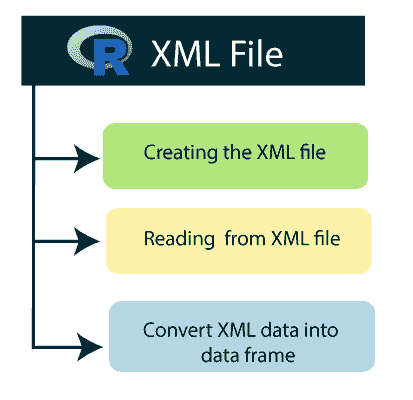 R XML File
Creating the XML file
Reading from XML file
Convert XML data into
data frame